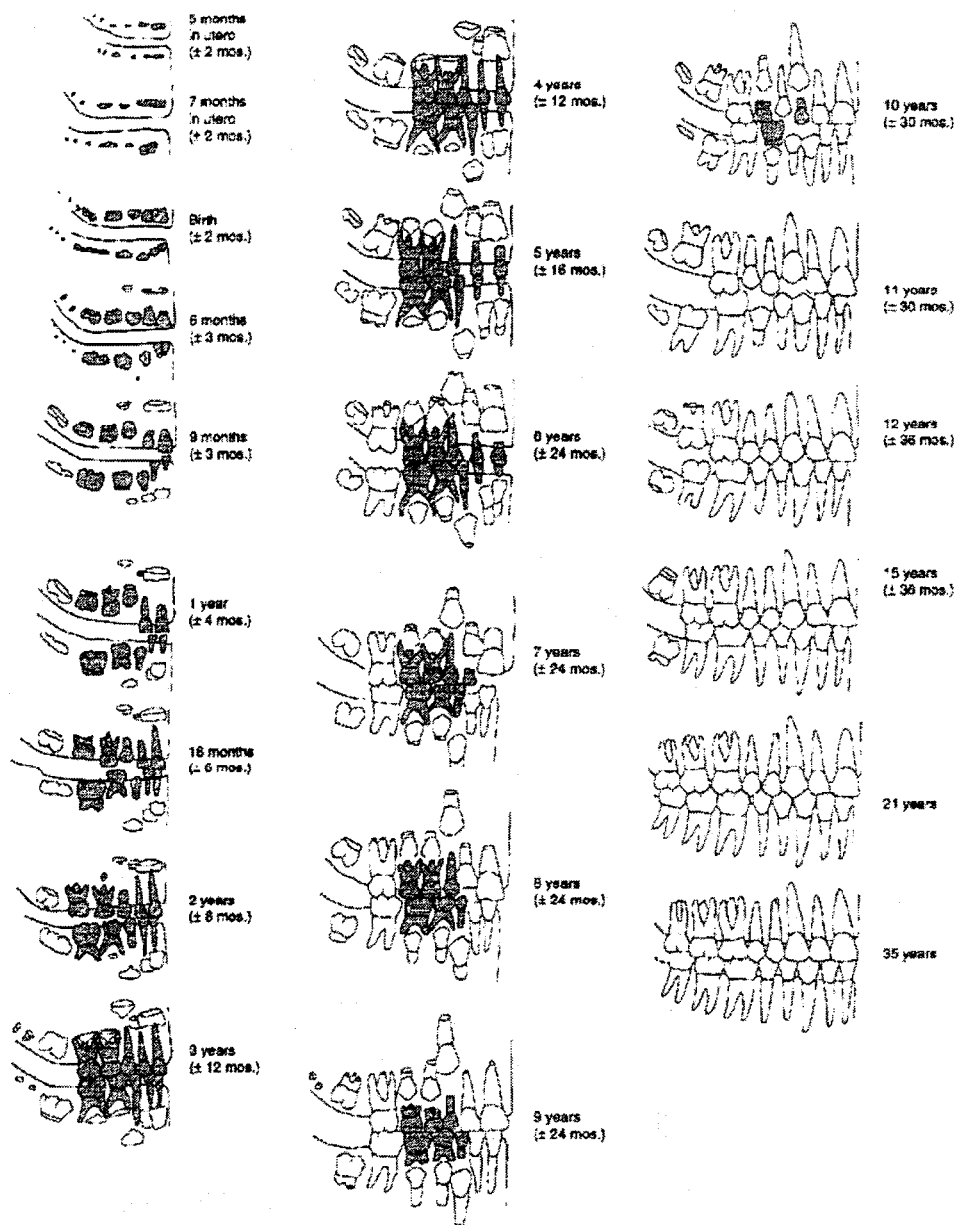 5 months
in utero
(± 2 mos.)
7 months
in utero
(± 2 mos.)
Birth
(± 2 mos.)
6 months
(± 3 mos.)
9 months
(± 3 mos.)
1 year
(± 4 mos.)
18 months
(± 6 mos.)
2 years
(± 8 mos.)
3 years
(± 12 mos.)
4 years
(± 12 mos.)
5 years
(± 16 mos.)
6 years
(± 24 mos.)
7 years
(± 24 mos.)
8 years
(± 24 mos.)
9 years
(± 24 mos.)
10 years
(± 30 mos.)
11 years
(± 30 mos.)
12 years
(± 36 mos.)
15 years
(± 36 mos.)
21 years
35 years